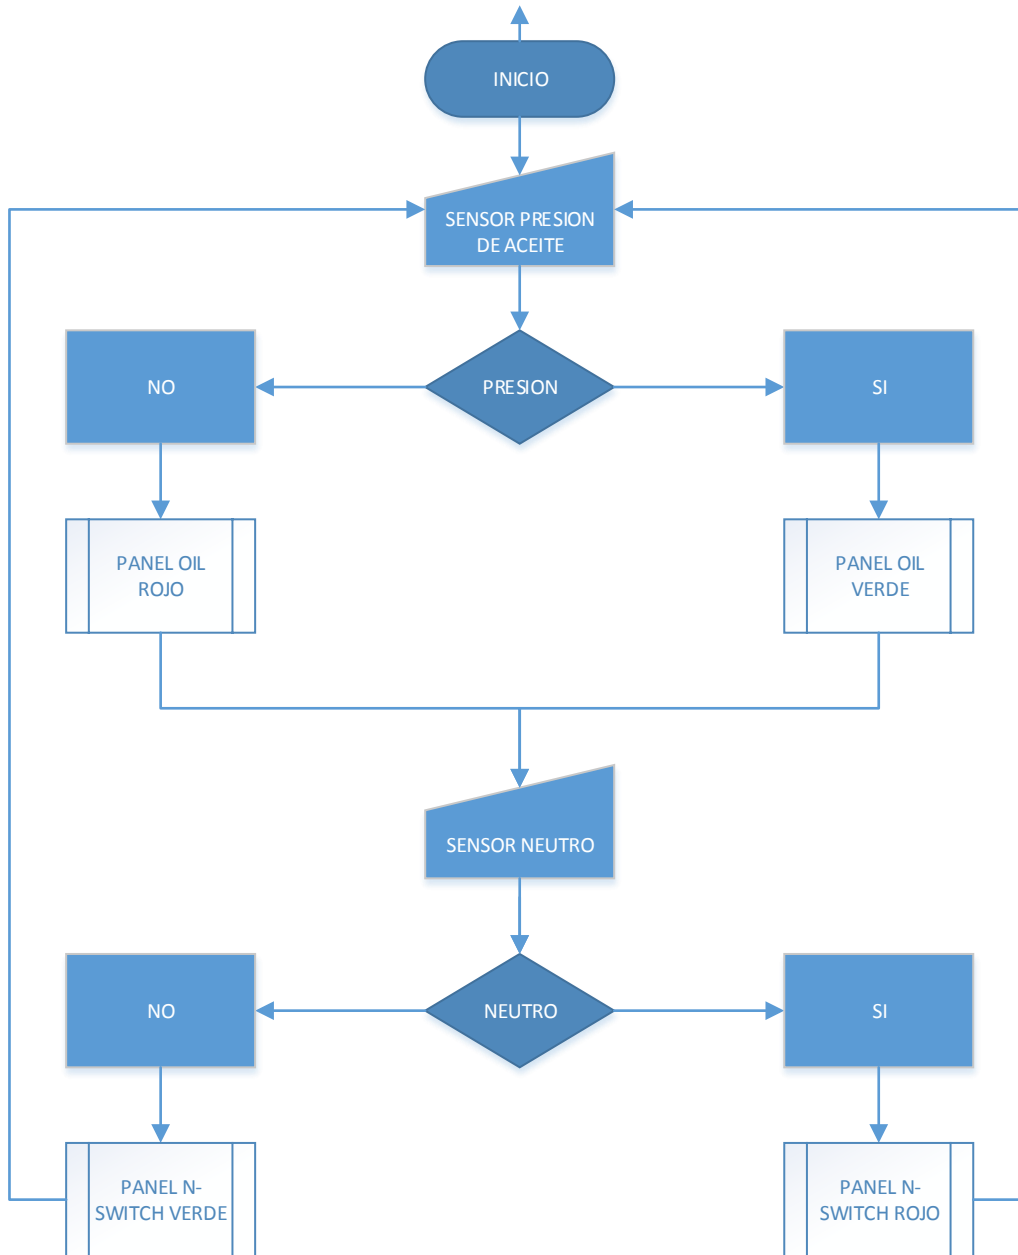 INICIO
SENSOR PRESION
DE ACEITE
NO
PRESION
SI
PANEL OIL
ROJO
PANEL OIL
VERDE
SENSOR NEUTRO
NO
NEUTRO
SI
PANEL N-
SWITCH VERDE
PANEL N-
SWITCH ROJO